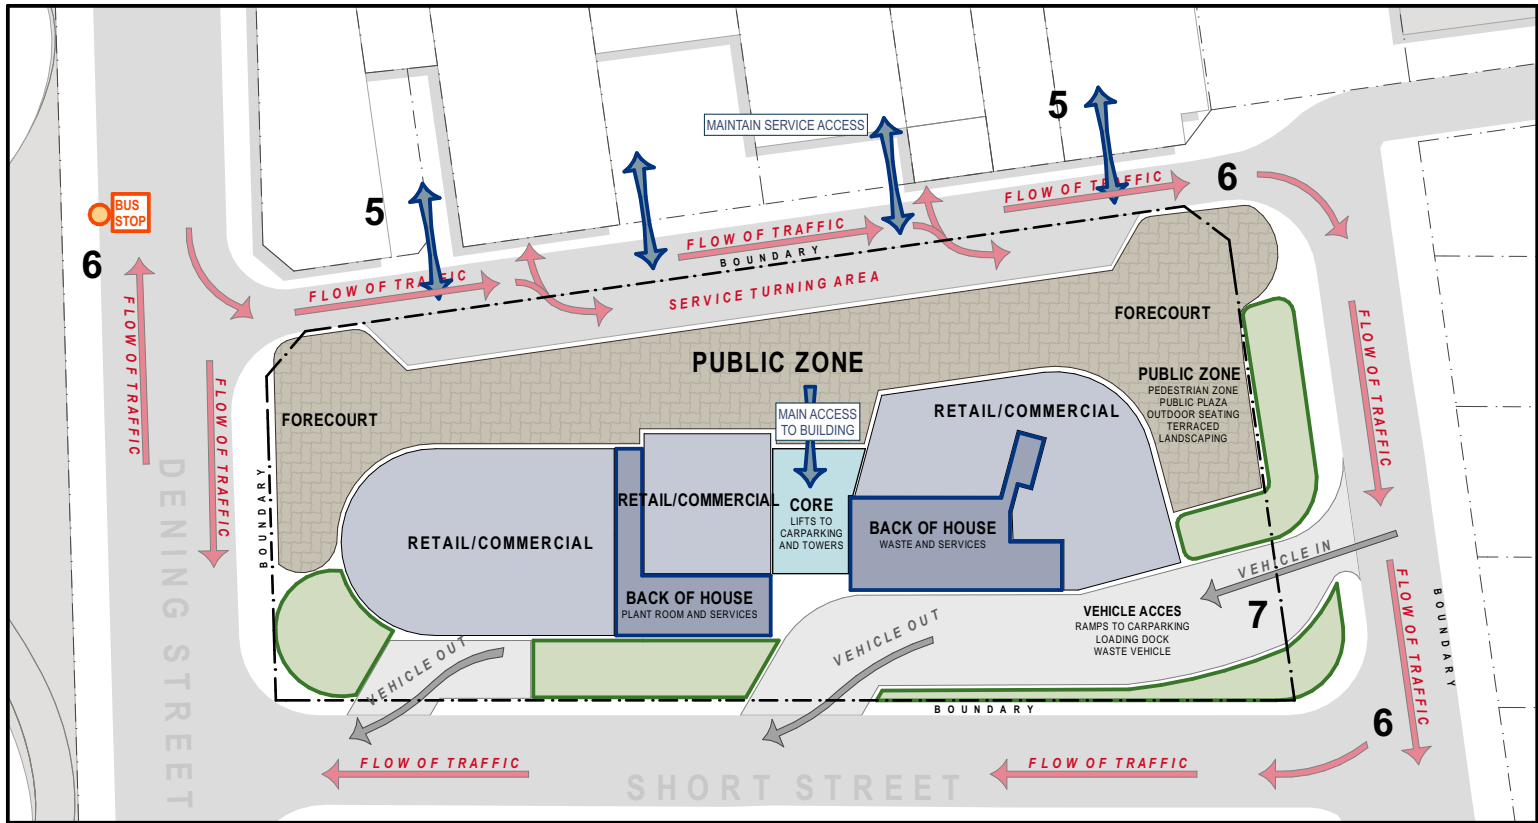 5
MAINTAIN SERVICE ACCESS
5
6
BUS
STOP
6
FLOW OF TRAFFIC
FLOW OF TRAFFIC
FLOW OF TRAFFIC
BOUNDARY
SERVICE TURNING AREA
FLOW OF TRAFFIC
FLOW OF TRAFFIC
FLOW OF TRAFFIC
FORECOURT
PUBLIC ZONE
PUBLIC ZONE
PEDESTRIAN ZONE
PUBLIC PLAZA
OUTDOOR SEATING
TERRACED
LANDSCAPING
FORECOURT
MAIN ACCESS
TO BUILDING
RETAIL/COMMERCIAL
BOUNDARY
DENING STREET
RETAIL/COMMERCIAL
RETAIL/COMMERCIAL
CORE
LIFTS TO
CARPARKING
AND TOWERS
BACK OF HOUSE
WASTE AND SERVICES
BACK OF HOUSE
PLANT ROOM AND SERVICES
VEHICLE IN
7
VEHICLE ACCES
RAMPS TO CARPARKING
LOADING DOCK
WASTE VEHICLE
VEHICLE OUT
VEHICLE OUT
FLOW OF TRAFFIC
BOUNDARY
BOUNDARY
6
FLOW OF TRAFFIC
FLOW OF TRAFFIC
SHORT STREET